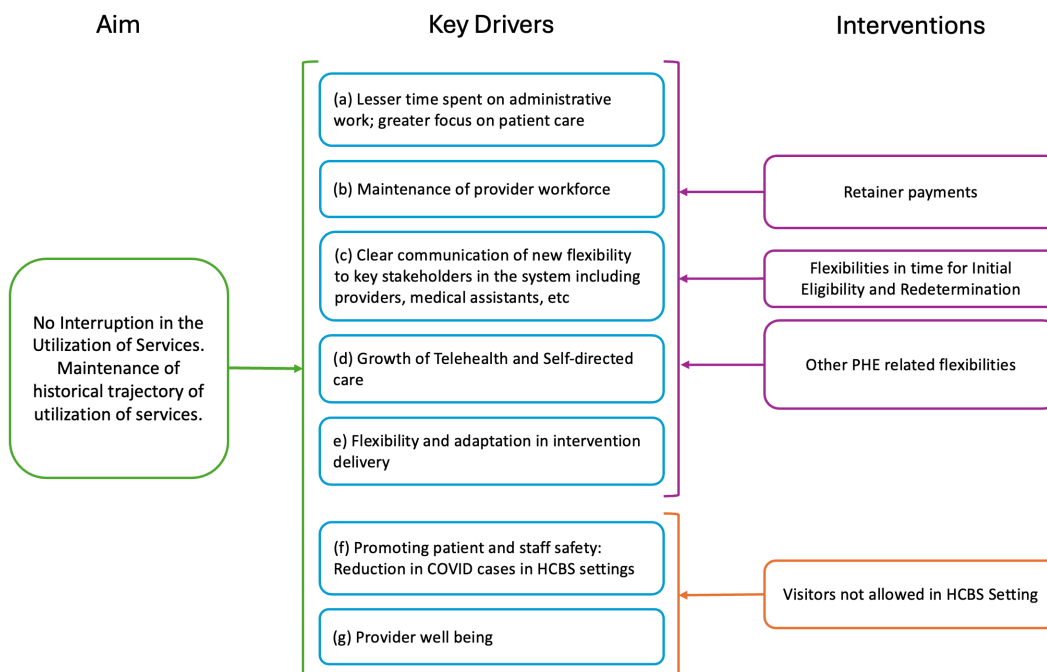 Aim
Key Drivers
Interventions
(a) Lesser time spent on administrative
work; greater focus on patient care
(b) Maintenance of provider workforce
Retainer payments
(c) Clear communication of new flexibility
to key stakeholders in the system including
providers, medical assistants, etc
Flexibilities in time for Initial
Eligibility and Redetermination
No Interruption in the
Utilization of Services.
Maintenance of
historical trajectory of
utilization of services.
(d) Growth of Telehealth and Self-directed
care
Other PHE related flexibilities
e) Flexibility and adaptation in intervention
delivery
(f) Promoting patient and staff safety:
Reduction in COVID cases in HCBS settings
Visitors not allowed in HCBS Setting
(g) Provider well being